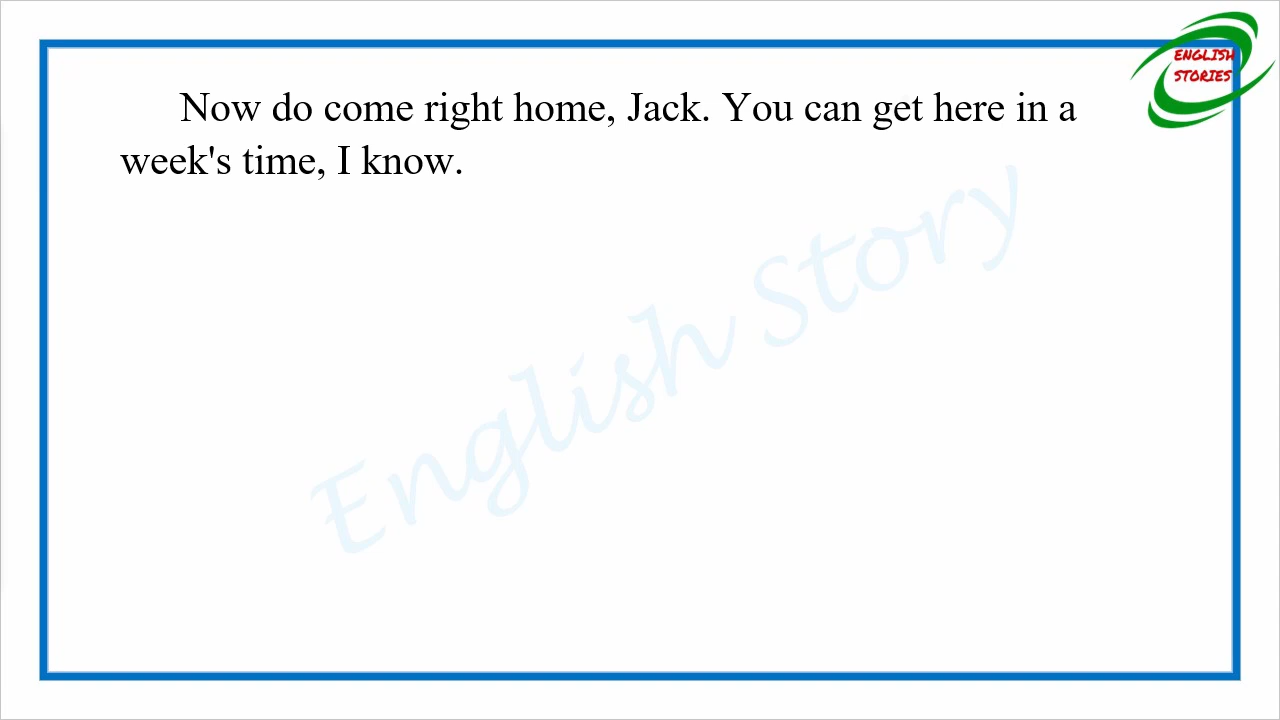 ENGLISH
STORIES
Now do come right home, Jack. You can get here in a
week's time, I know.
English Story